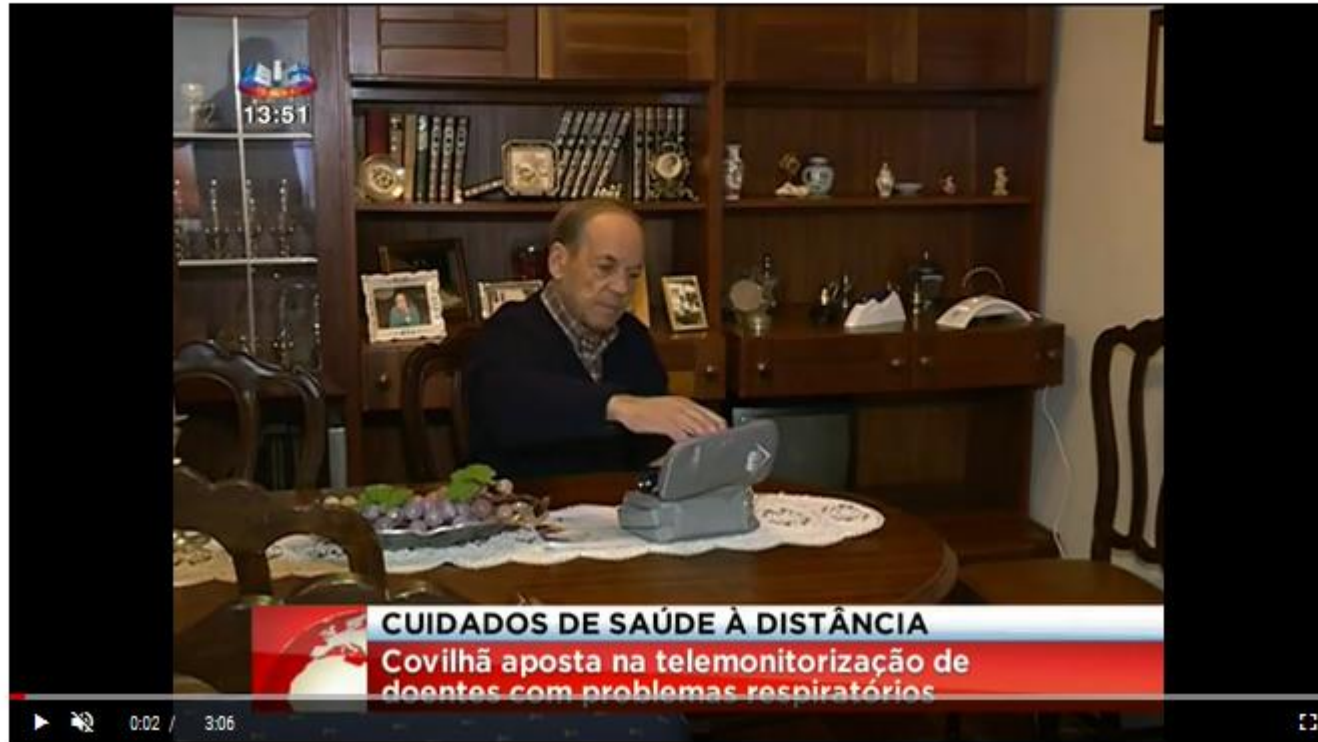 13:51
CUIDADOS DE SAÚDE À DISTÂNCIA
Covilhã aposta na telemonitorização de
doentes com problemas respiratórios
0:02 / 3:06